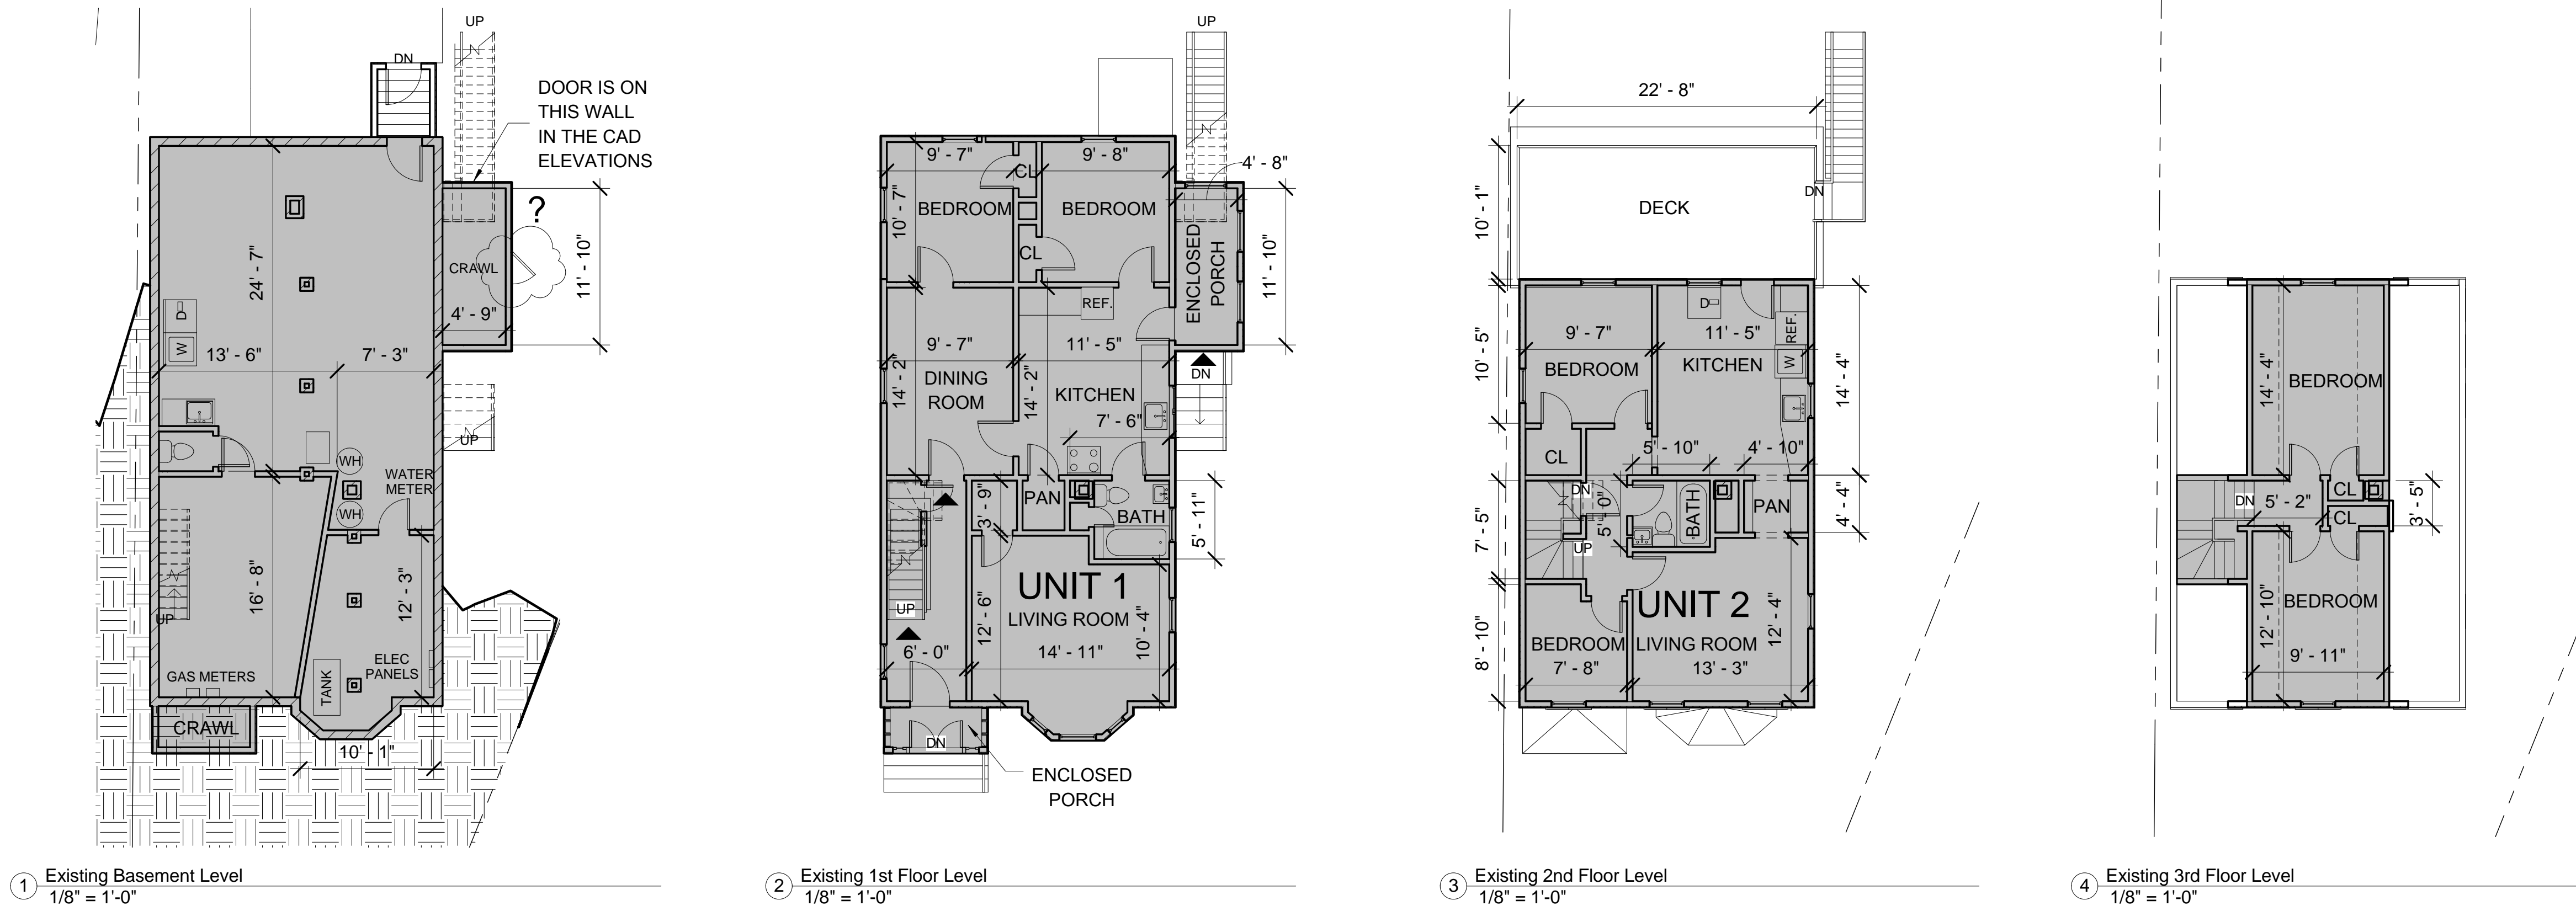 UP
DN
DOOR IS ON
THIS WALL
IN THE CAD
ELEVATIONS
?
CRAWL
11' - 10"
4' - 9"
24' - 7"
D
W
13' - 6"
7' - 3"
UP
WH
WATER
METER
WH
16' - 8"
12' - 3"
UP
GAS METERS
TANK
ELEC
PANELS
CRAWL
10' - 1"
1
Existing Basement Level
1/8" = 1'-0"
UP
9' - 7"
CL
9' - 8"
4' - 8"
10' - 7"
BEDROOM
BEDROOM
CL
ENCLOSED
PORCH
11' - 10"
REF.
9' - 7"
11' - 5"
14' - 2"
DINING
ROOM
14' - 2"
KITCHEN
7' - 6"
DN
3' - 9"
PAN
BATH
5' - 11"
UNIT 1
LIVING ROOM
UP
12' - 6"
10' - 4"
6' - 0"
14' - 11"
DN
ENCLOSED
PORCH
2
Existing 1st Floor Level
1/8" = 1'-0"
22' - 8"
10' - 1"
DECK
DN
D
9' - 7"
11' - 5"
REF.
10' - 5"
BEDROOM
KITCHEN
W
14' - 4"
CL
5' - 10"
4' - 10"
DN
5' - 0"
BATH
PAN
4' - 4"
7' - 5"
UP
UNIT 2
LIVING ROOM
12' - 4"
8' - 10"
BEDROOM
7' - 8"
13' - 3"
3
Existing 2nd Floor Level
1/8" = 1'-0"
14' - 4"
BEDROOM
DN
5' - 2"
CL
CL
3' - 5"
12' - 10"
BEDROOM
9' - 11"
4
Existing 3rd Floor Level
1/8" = 1'-0"